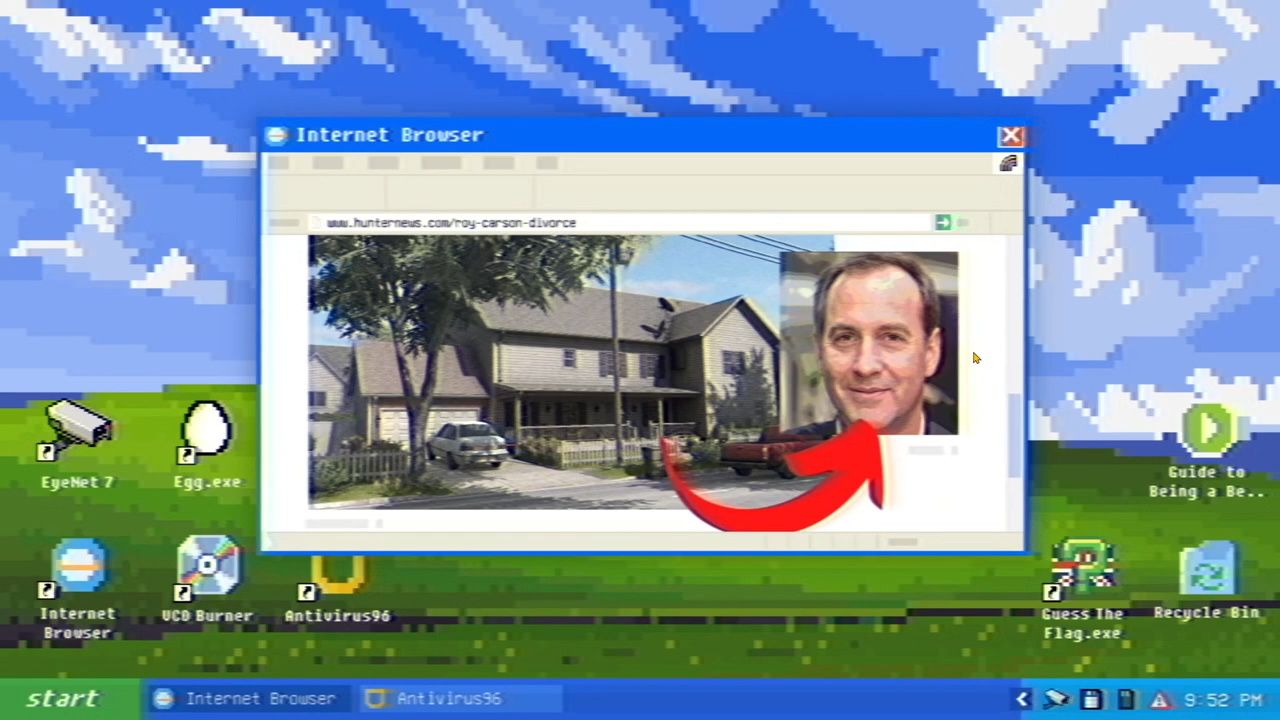 Internet Browser
www.hunternews.com/roy-carson-divorce
EyeNet 7
Egg.exe
Guide to
Being a Be..
Internet
Browser
VCD Burner
Antivirus96
Guess The
Flag.exe
Recycle Bin
start
Internet Browser
Antivirus96
9:52 PM